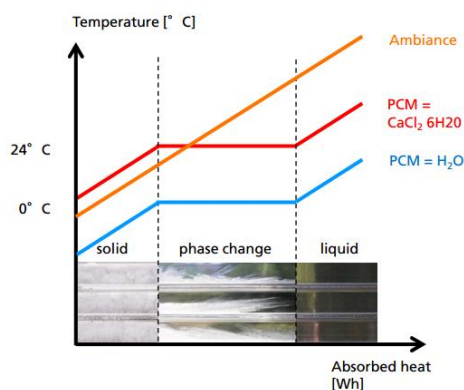 Temperature [° C]
Ambiance
PCM =
CaCl₂ 6H20
24° C
PCM = H₂O
0° C
solid
phase change
liquid
Absorbed heat
[Wh]